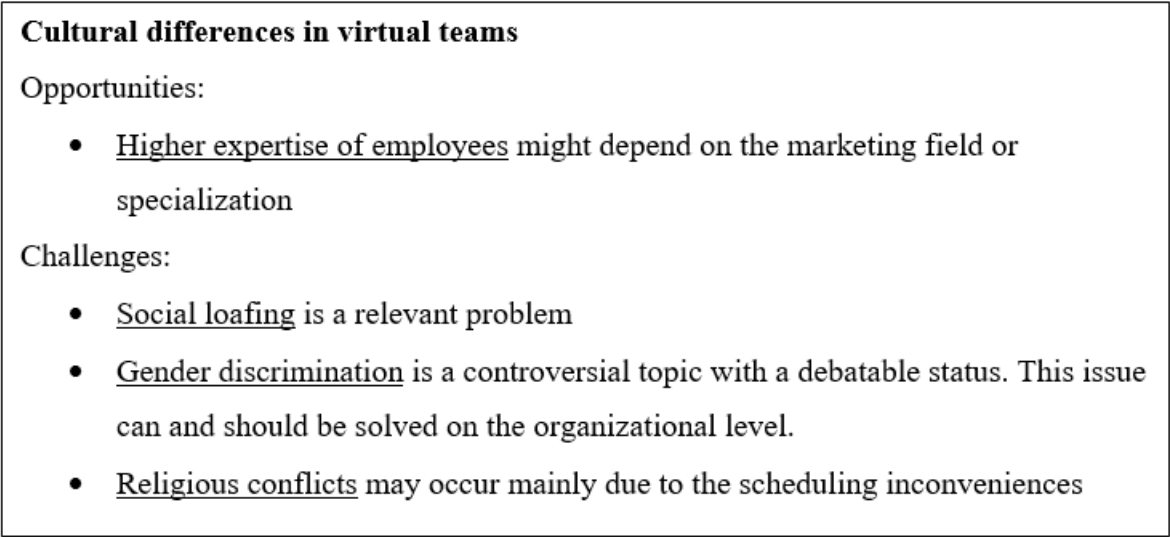 Cultural differences in virtual teams
Opportunities:
• Higher expertise of employees might depend on the marketing field or
specialization
Challenges:
• Social loafing is a relevant problem
• Gender discrimination is a controversial topic with a debatable status. This issue
can and should be solved on the organizational level.
• Religious conflicts may occur mainly due to the scheduling inconveniences